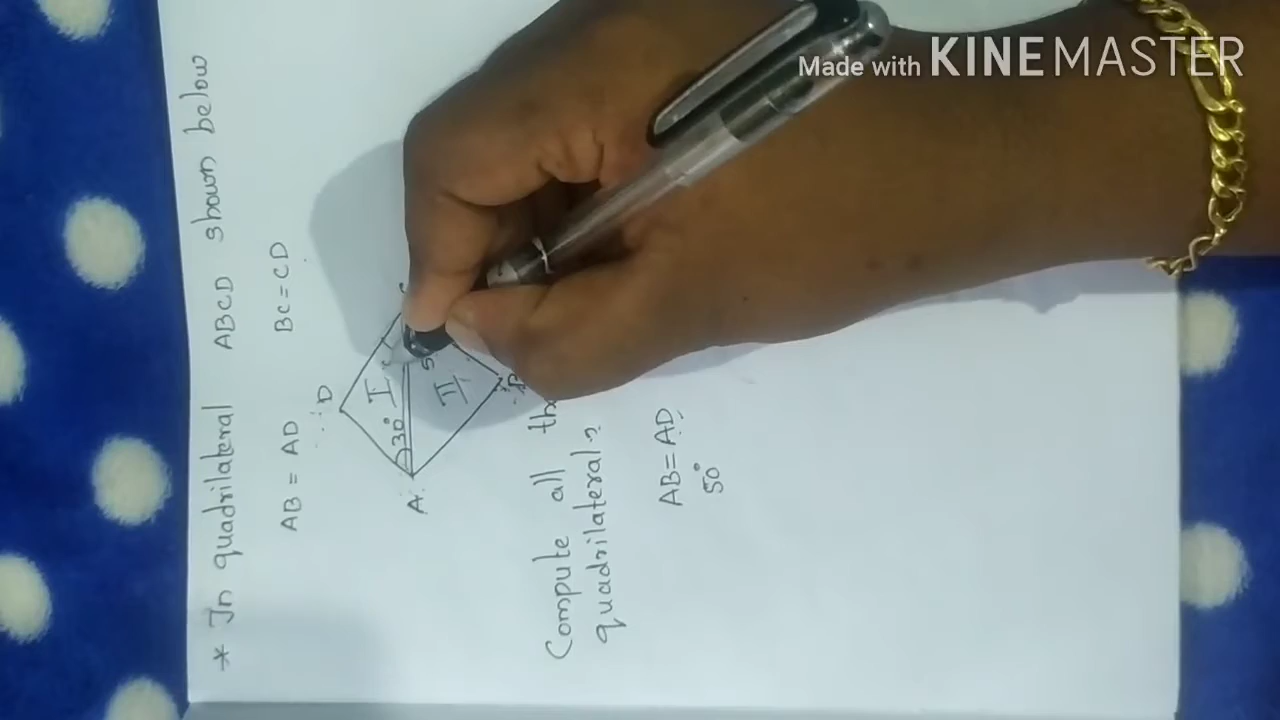 Made with KINEMASTER
* In quadrilateral ABCD shown below
AB = AD BC = CD
D
30° I
A
II
Compute all
quadrilateral?
AB = AD
50°